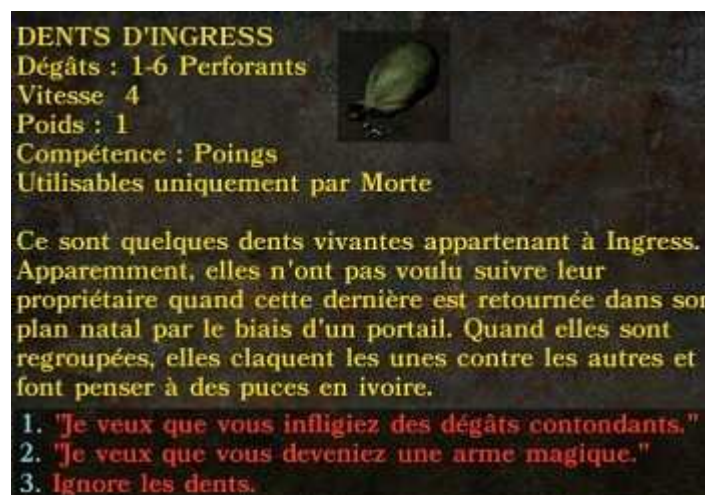 DENTS D'INGRESS
Dégâts : 1-6 Perforants
Vitesse 4
Poids : 1
Compétence : Poings
Utilisables uniquement par Morte
Ce sont quelques dents vivantes appartenant à Ingress.
Apparemment, elles n'ont pas voulu suivre leur
propriétaire quand cette dernière est retournée dans son
plan natal par le biais d'un portail. Quand elles sont
regroupées, elles claquent les unes contre les autres et
font penser à des puces en ivoire.
1. "Je veux que vous infligiez des dégâts contondants."
2. "Je veux que vous deveniez une arme magique."
3. Ignore les dents.